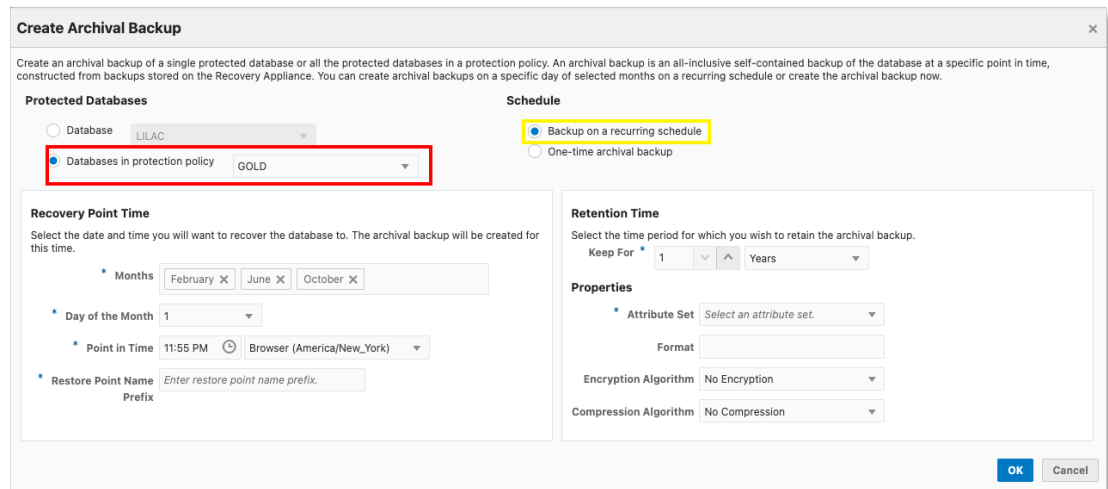 Create Archival Backup
×
Create an archival backup of a single protected database or all the protected databases in a protection policy. An archival backup is an all-inclusive self-contained backup of the database at a specific point in time,
constructed from backups stored on the Recovery Appliance. You can create archival backups on a specific day of selected months on a recurring schedule or create the archival backup now.
Protected Databases
Database LILAC
Databases in protection policy GOLD
Schedule
Backup on a recurring schedule
One-time archival backup
Recovery Point Time
Select the date and time you will want to recover the database to. The archival backup will be created for
this time.
* Months February × June × October ×
* Day of the Month 1
* Point in Time 11:55 PM Browser (America/New_York)
* Restore Point Name Enter restore point name prefix.
Prefix
Retention Time
Select the time period for which you wish to retain the archival backup.
Keep For * 1 Years
Properties
* Attribute Set Select an attribute set.
Format
Encryption Algorithm No Encryption
Compression Algorithm No Compression
OK Cancel